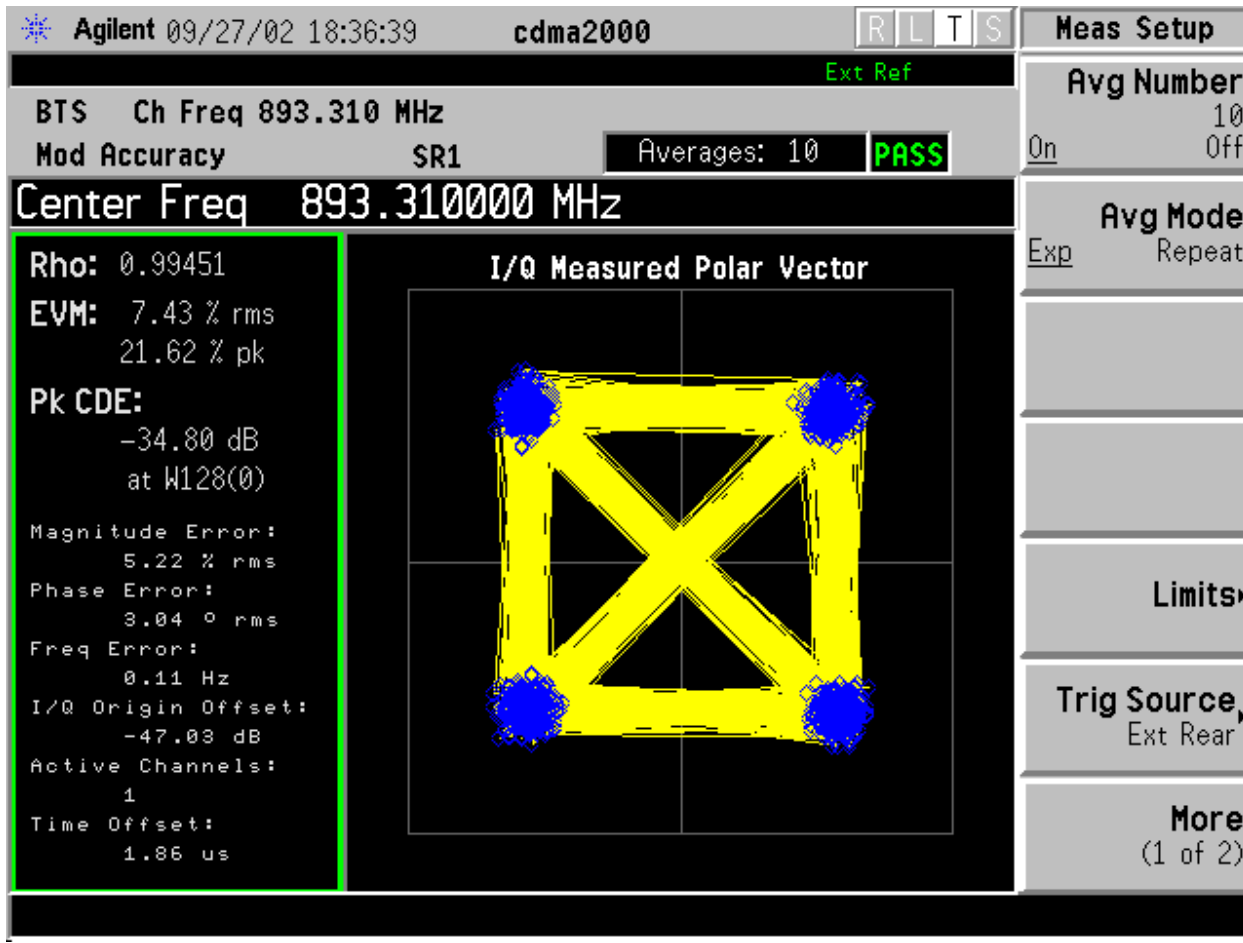 Agilent 09/27/02 18:36:39 cdma2000 R L T S
Ext Ref
BTS Ch Freq 893.310 MHz
Mod Accuracy SR1 Averages: 10 PASS
Center Freq 893.310000 MHz
Rho: 0.99451
EVM: 7.43 % rms
21.62 % pk
Pk CDE:
-34.80 dB
at W128(0)
Magnitude Error:
5.22 % rms
Phase Error:
3.04 º rms
Freq Error:
0.11 Hz
I/Q Origin Offset:
-47.03 dB
Active Channels:
1
Time Offset:
1.86 us
I/Q Measured Polar Vector
Meas Setup
Avg Number
10
On Off
Avg Mode
Exp Repeat
Limits
Trig Source
Ext Rear
More
(1 of 2)